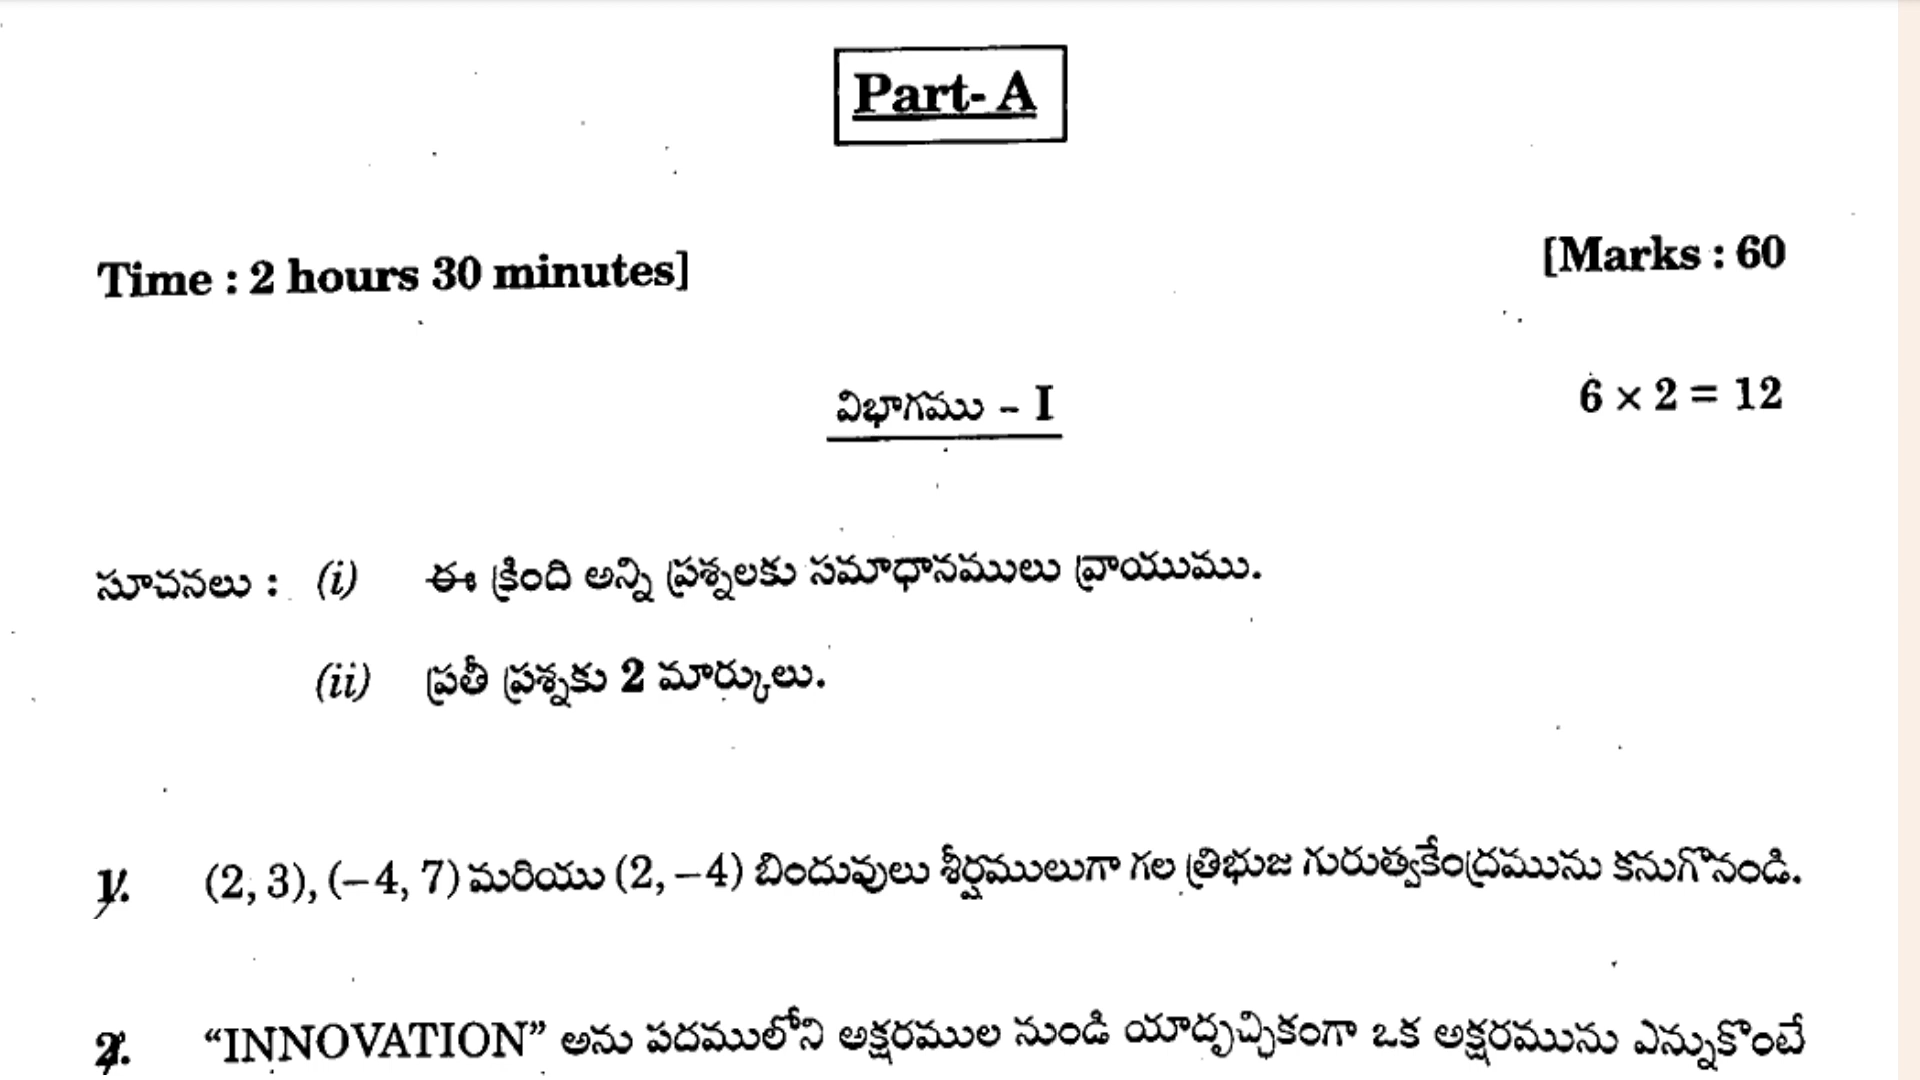 Part- A
Time : 2 hours 30 minutes]
[Marks : 60
విభాగము – I
6 × 2 = 12
సూచనలు : (i) ఈ క్రింది అన్ని ప్రశ్నలకు సమాధానములు వ్రాయుము.
(ii) ప్రతీ ప్రశ్నకు 2 మార్కులు.
1. (2, 3), (–4, 7) మరియు (2, –4) బిందువులు శీర్షములుగా గల త్రిభుజ గురుత్వకేంద్రమును కనుగొనండి.
2. “INNOVATION” అను పదములోని అక్షరముల నుండి యాదృచ్ఛికంగా ఒక అక్షరమును ఎన్నుకొంటే